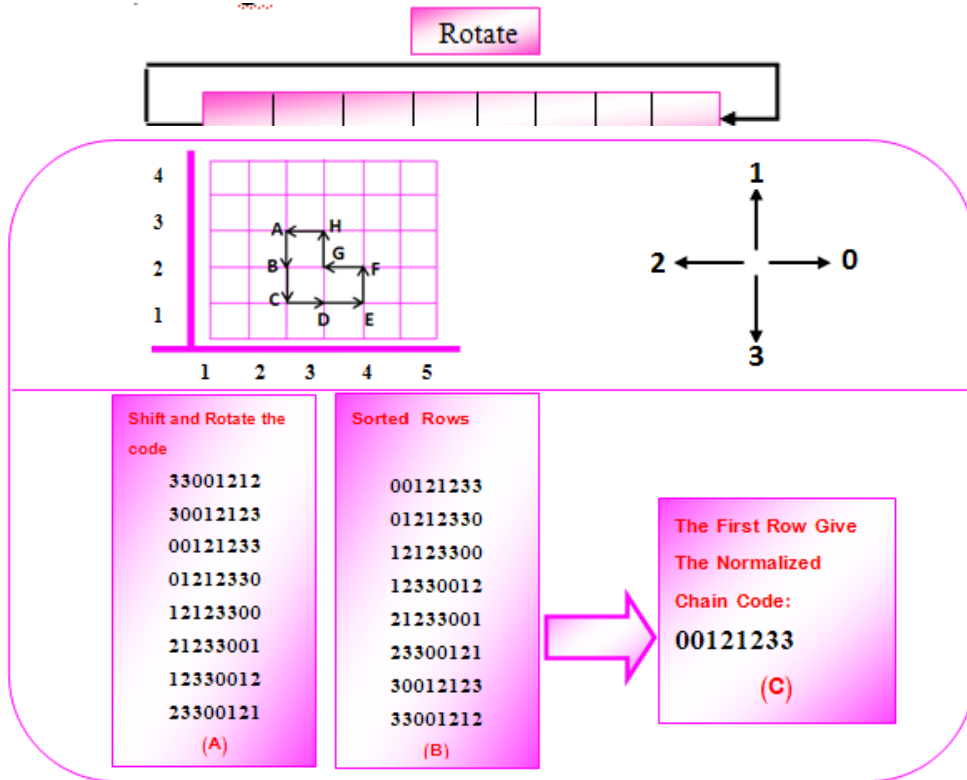 Rotate
4
3
2
1
1 2 3 4 5
A H
B G F
C D E
1
2 0
3
Shift and Rotate the
code
33001212
30012123
00121233
01212330
12123300
21233001
12330012
23300121
(A)
Sorted Rows
00121233
01212330
12123300
12330012
21233001
23300121
30012123
33001212
(B)
The First Row Give
The Normalized
Chain Code:
00121233
(C)